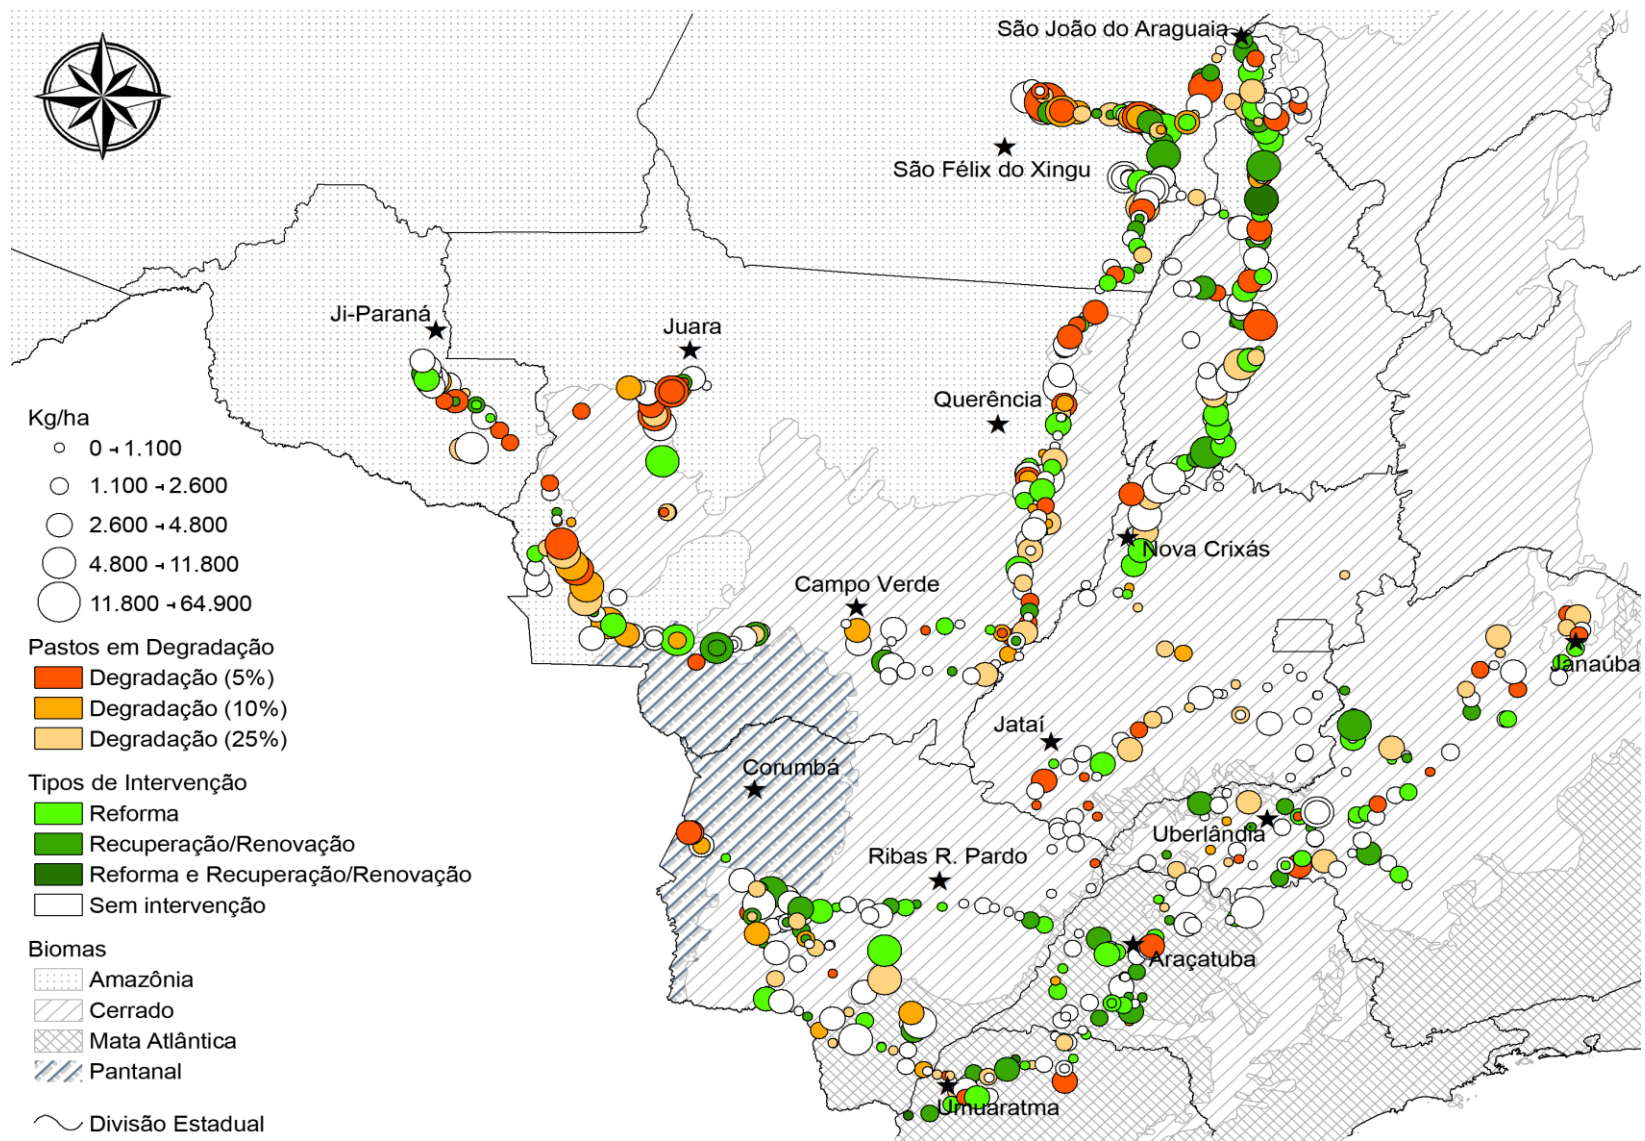 São João do Araguaia
São Félix do Xingu
Ji-Paraná
Juara
Querência
Nova Crixás
Campo Verde
Janaúba
Jataí
Corumbá
Uberlândia
Ribas R. Pardo
Araçatuba
Umuaratma
Kg/ha
0 ⫞ 1.100
1.100 ⫞ 2.600
2.600 ⫞ 4.800
4.800 ⫞ 11.800
11.800 ⫞ 64.900
Pastos em Degradação
Degradação (5%)
Degradação (10%)
Degradação (25%)
Tipos de Intervenção
Reforma
Recuperação/Renovação
Reforma e Recuperação/Renovação
Sem intervenção
Biomas
Amazônia
Cerrado
Mata Atlântica
Pantanal
Divisão Estadual